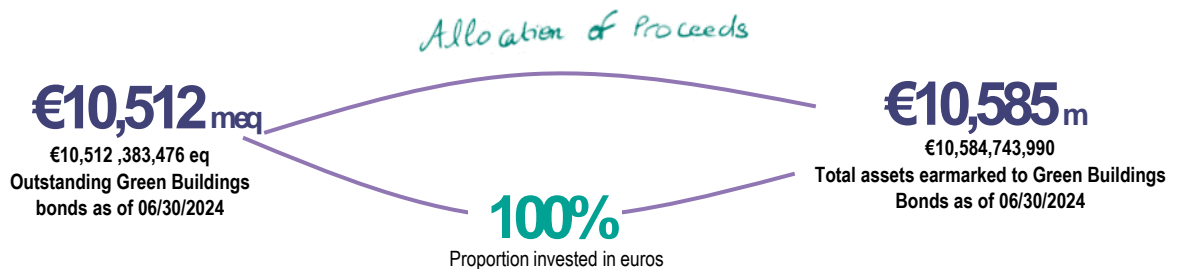 Allocation of Proceeds
€10,512 meq
€10,512 ,383,476 eq
Outstanding Green Buildings
bonds as of 06/30/2024
€10,585 m
€10,584,743,990
Total assets earmarked to Green Buildings
Bonds as of 06/30/2024
100%
Proportion invested in euros